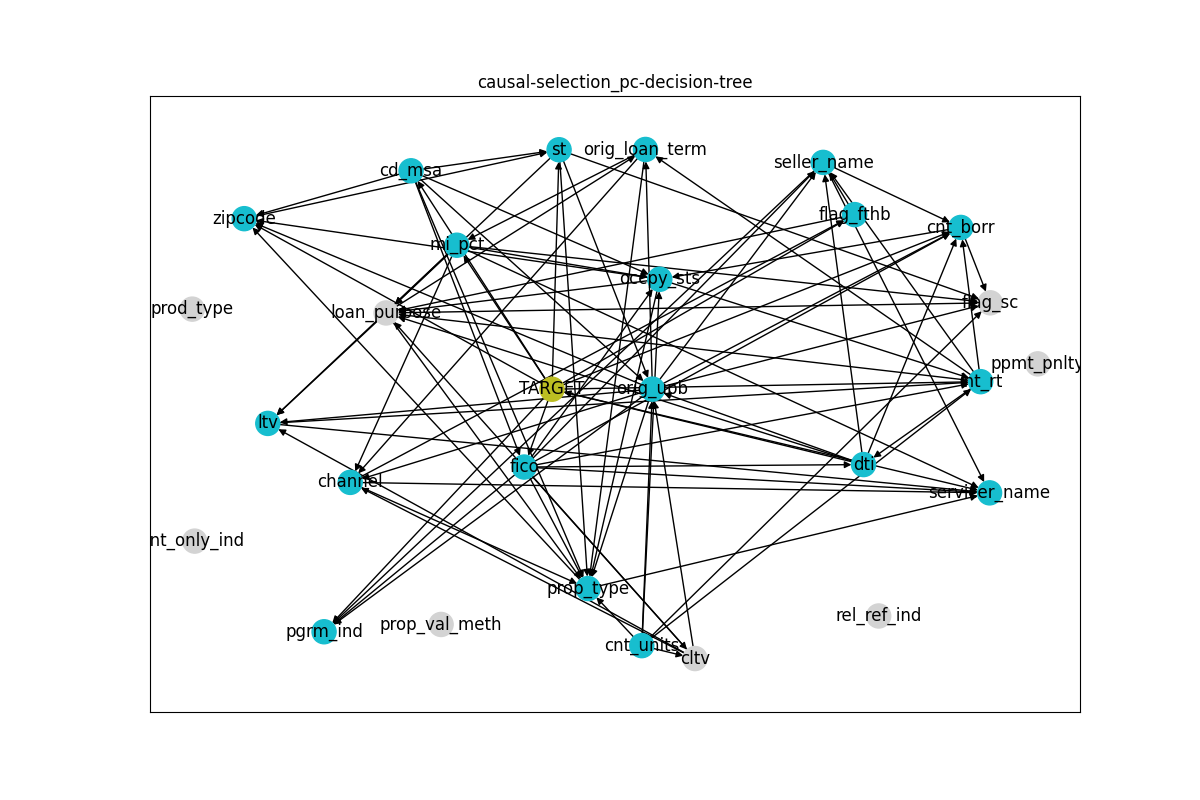 causal-selection_pc-decision-tree
st
orig_loan_term
seller_name
cd_msa
zipcode
flag_fthb
cnt_borr
mi_pct
occpy_sts
flag_sc
prod_type
loan_purpose
ppmt_pnlty
int_rt
TARGET
orig_upb
ltv
fico
dti
channel
servicer_name
nt_only_ind
prop_type
rel_ref_ind
pgrm_ind
prop_val_meth
cnt_units
cltv